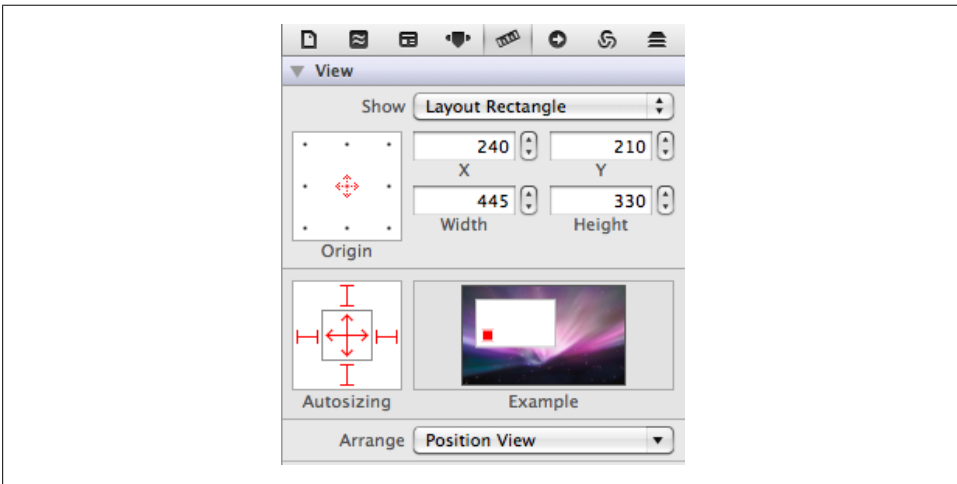 View
Show Layout Rectangle
240 210
X Y
445 330
Width Height
Origin
Autosizing Example
Arrange Position View